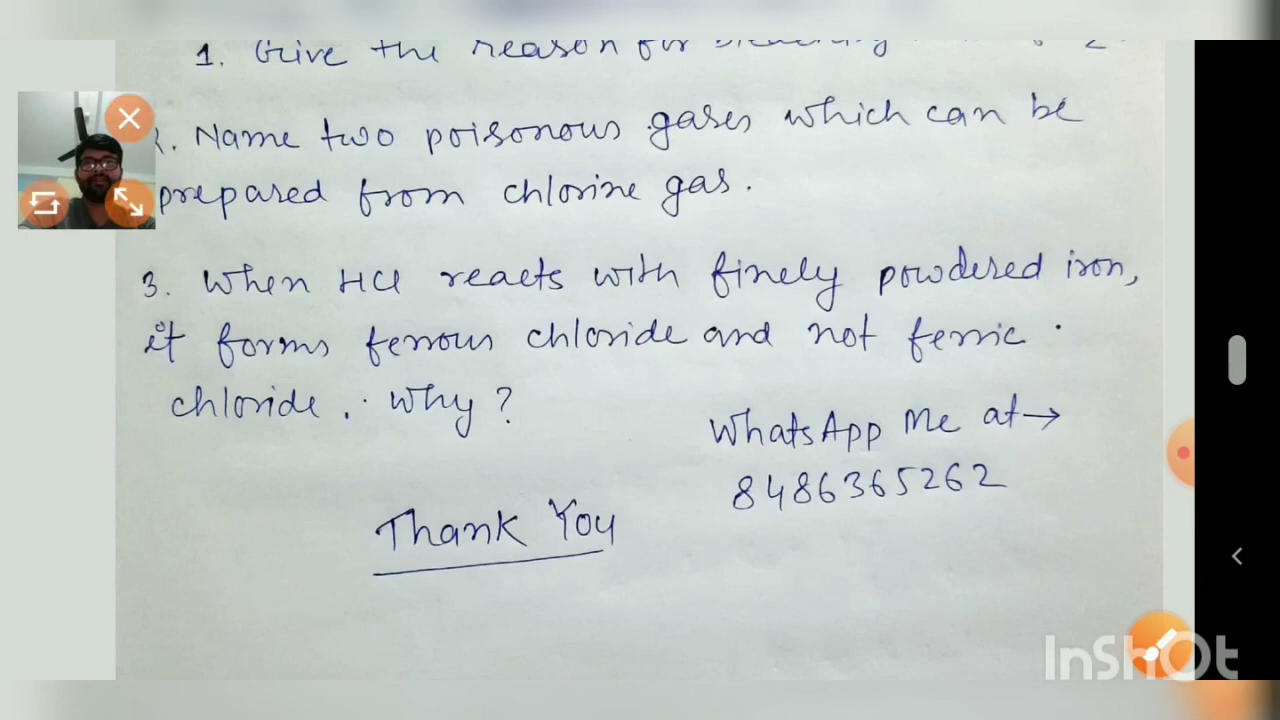 1. Give the reason for
2. Name two poisonous gases which can be
prepared from chlorine gas.
3. When HCl reacts with finely powdered iron,
it forms ferrous chloride and not ferric
chloride. Why?
WhatsApp Me at →
8486365262
Thank You
InShOt